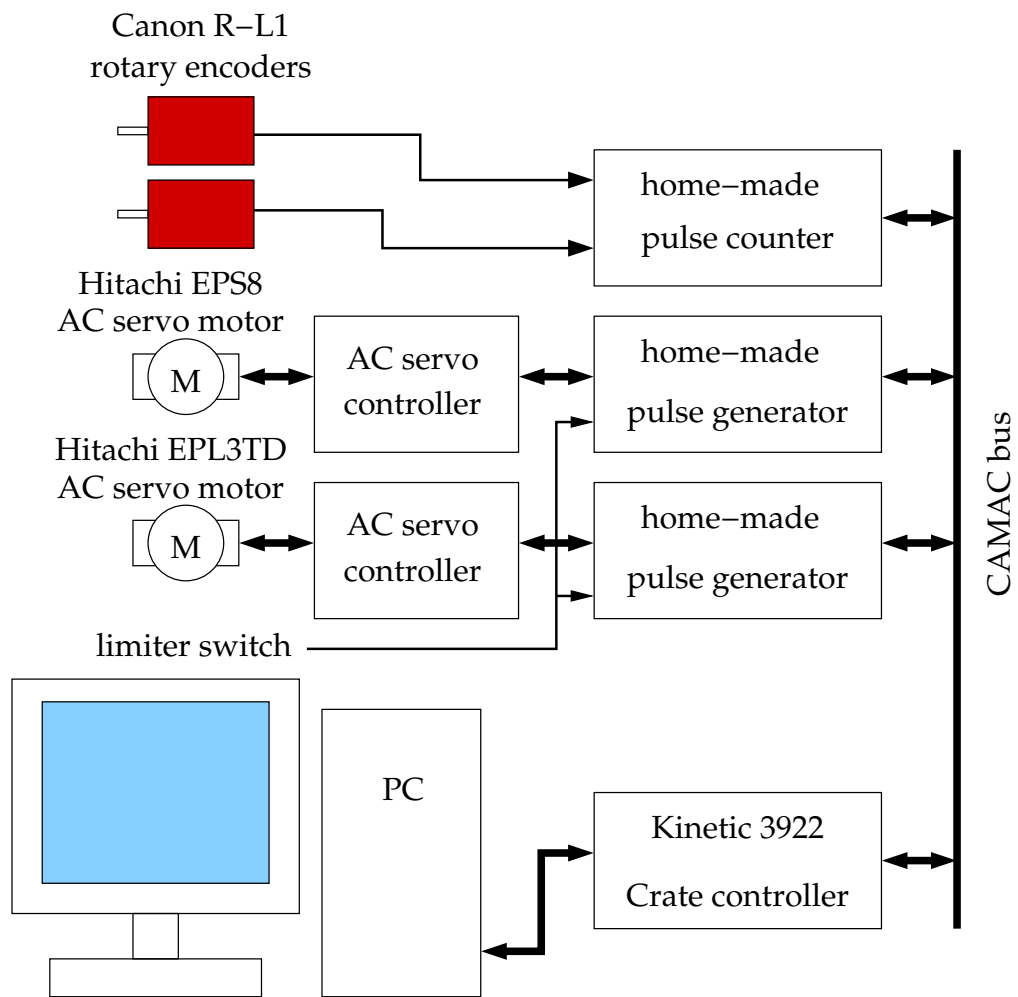 Canon R−L1
rotary encoders
home−made
pulse counter
Hitachi EPS8
AC servo motor
M
AC servo
controller
home−made
pulse generator
Hitachi EPL3TD
AC servo motor
M
AC servo
controller
home−made
pulse generator
CAMAC bus
limiter switch
PC
Kinetic 3922
Crate controller